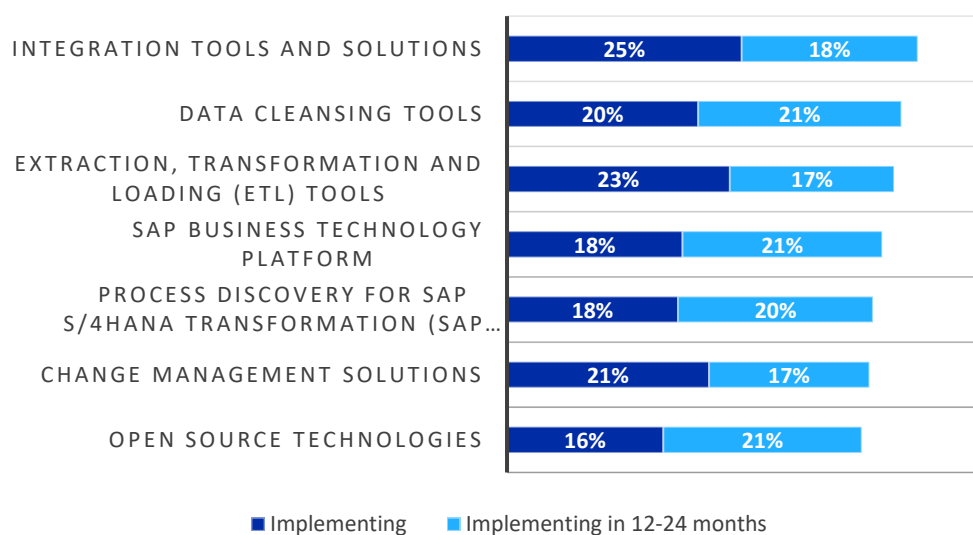 INTEGRATION TOOLS AND SOLUTIONS
25% 18%
DATA CLEANSING TOOLS
20% 21%
EXTRACTION, TRANSFORMATION AND
LOADING (ETL) TOOLS
23% 17%
SAP BUSINESS TECHNOLOGY
PLATFORM
18% 21%
PROCESS DISCOVERY FOR SAP
S/4HANA TRANSFORMATION (SAP...
18% 20%
CHANGE MANAGEMENT SOLUTIONS
21% 17%
OPEN SOURCE TECHNOLOGIES
16% 21%
Implementing Implementing in 12-24 months